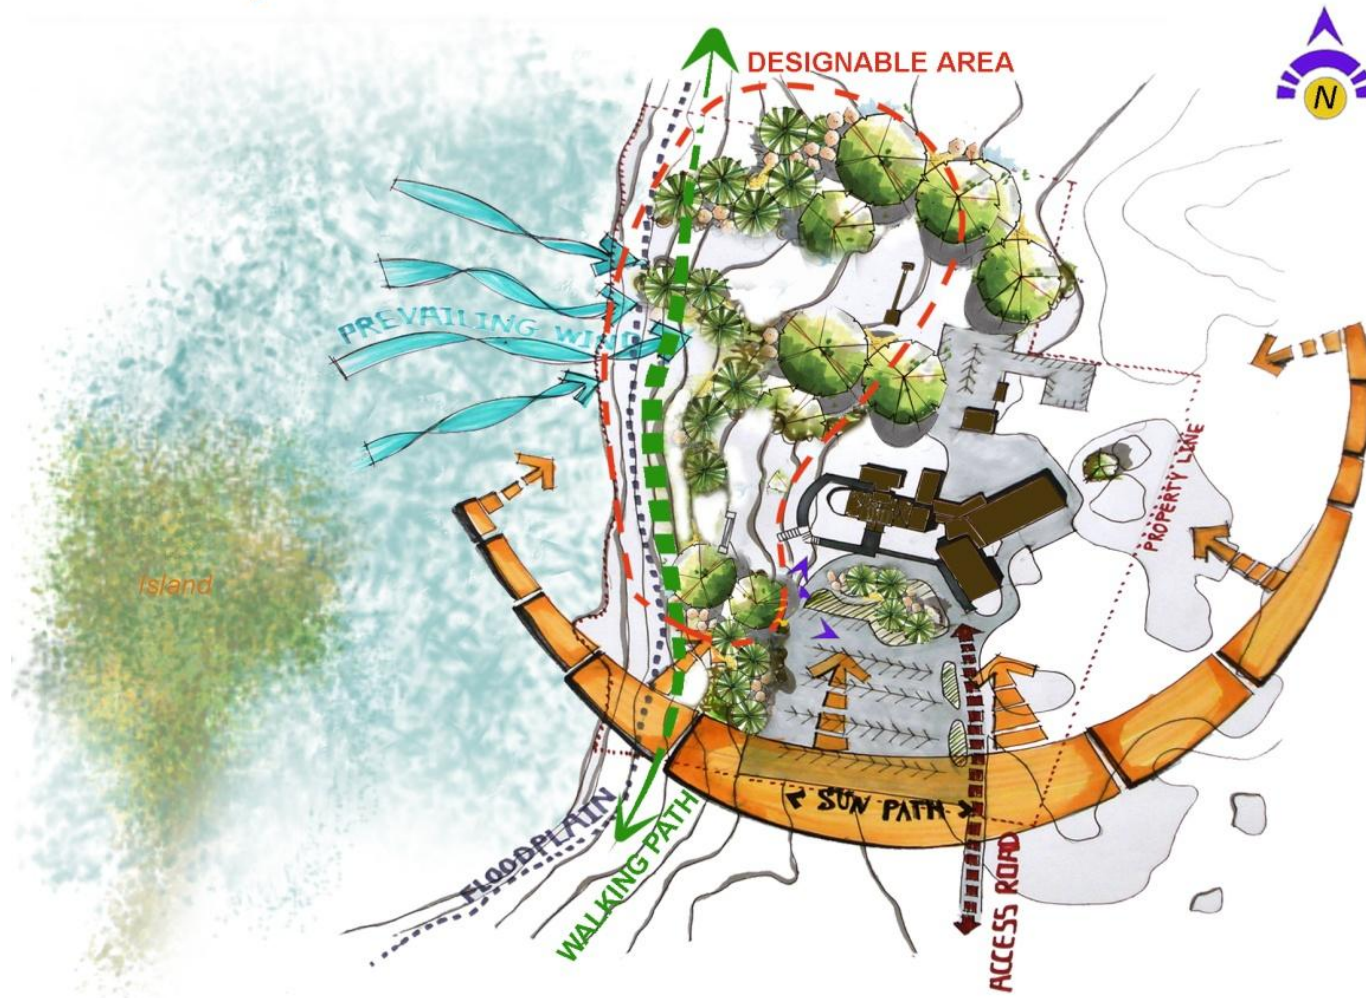 DESIGNABLE AREA
N
PREVAILING WIND
PROPERTY LINE
Island
SUN PATH
FLOODPLAIN
WALKING PATH
ACCESS ROAD